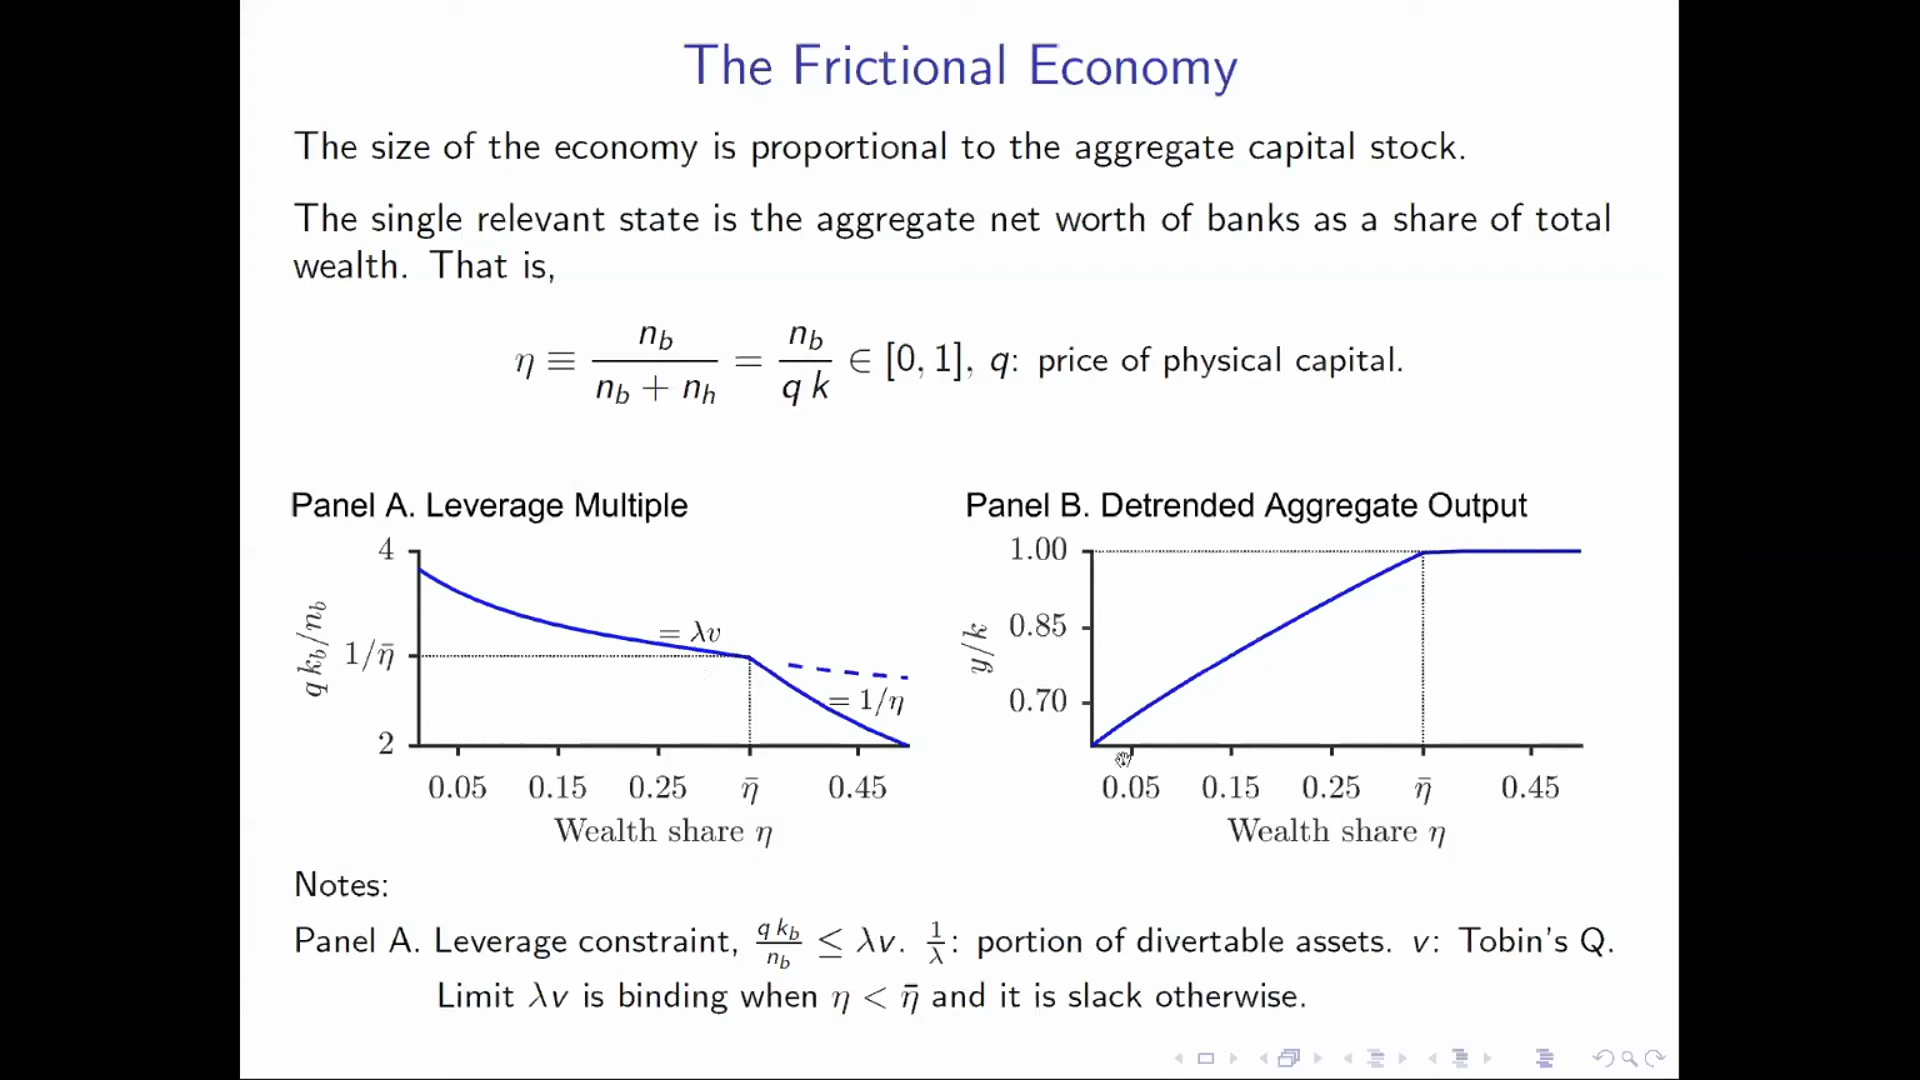 The Frictional Economy
The size of the economy is proportional to the aggregate capital stock.
The single relevant state is the aggregate net worth of banks as a share of total
wealth. That is,
η ≡ n_b / (n_b + n_h) = n_b / (q k) ∈ [0, 1], q: price of physical capital.
Panel A. Leverage Multiple
4
1/η̄
2
q k_b/n_b
= λv
= 1/η
0.05 0.15 0.25 η̄ 0.45
Wealth share η
Panel B. Detrended Aggregate Output
1.00
0.85
0.70
y/k
0.05 0.15 0.25 η̄ 0.45
Wealth share η
Notes:
Panel A. Leverage constraint, q k_b / n_b ≤ λv. 1/λ: portion of divertable assets. v: Tobin's Q.
Limit λv is binding when η < η̄ and it is slack otherwise.